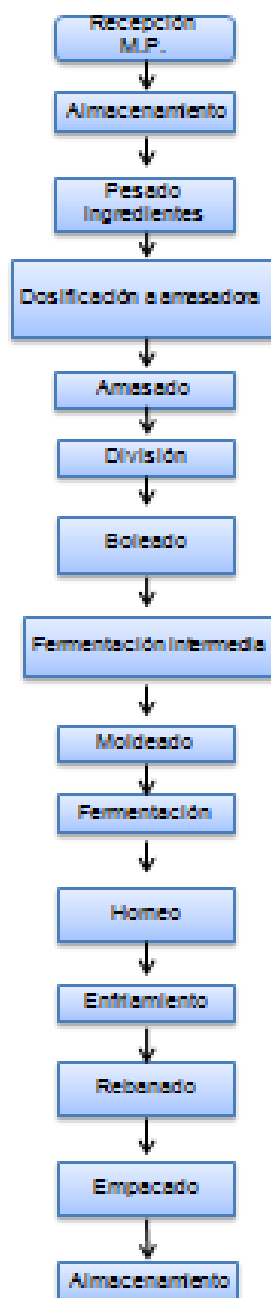 Recepción
M.P.
Almacenamiento
Pesado
Ingredientes
Dosificación a amasadora
Amasado
División
Boleado
Fermentación Intermedia
Moldeado
Fermentación
Horneo
Enfriamiento
Rebanado
Empacado
Almacenamiento